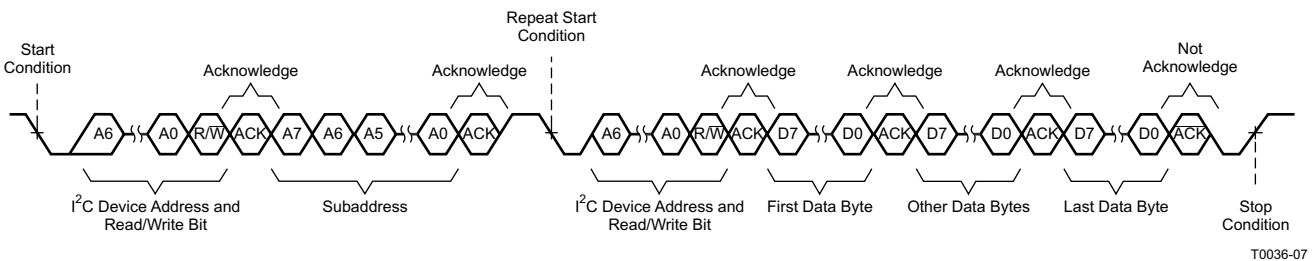 Repeat Start
Condition
Start
Condition
Not
Acknowledge
Acknowledge
Acknowledge
Acknowledge
Acknowledge
Acknowledge
A6 A0 R/W̅ ACK A7 A6 A5 A0 ACK A6 A0 R/W̅ ACK D7 D0 ACK D7 D0 ACK D7 D0 A̅C̅K̅
I²C Device Address and
Read/Write Bit
Subaddress
I²C Device Address and
Read/Write Bit
First Data Byte
Other Data Bytes
Last Data Byte
Stop
Condition
T0036-07